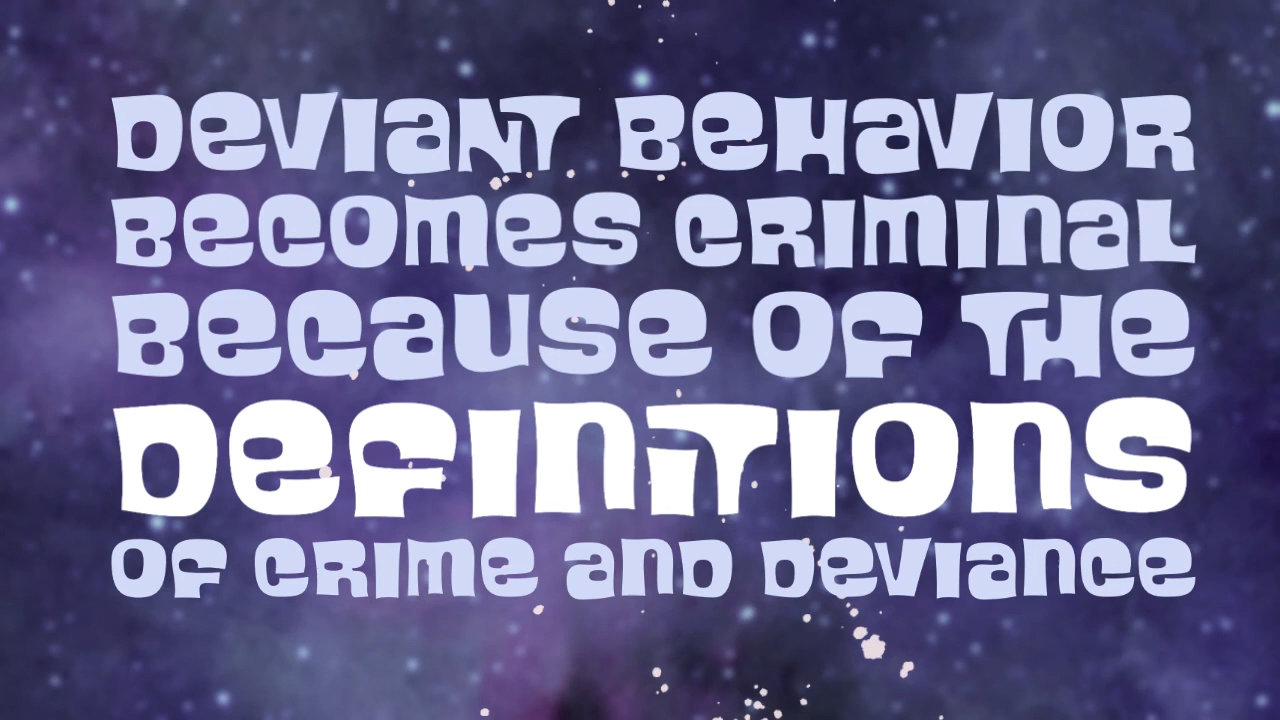 DEVIANT BEHAVIOR
BECOMES CRIMINAL
BECAUSE OF THE
DEFINITIONS
OF CRIME AND DEVIANCE